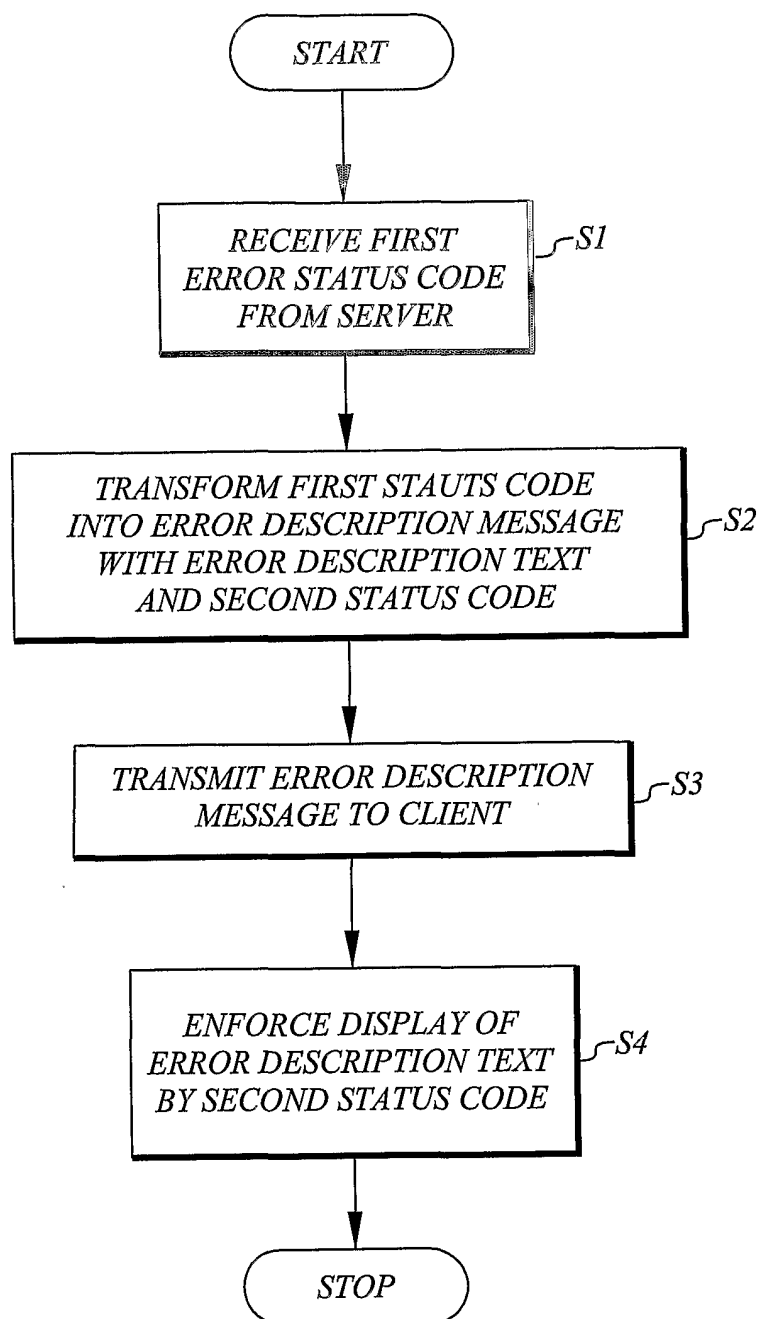 START
RECEIVE FIRST
ERROR STATUS CODE
FROM SERVER
S1
TRANSFORM FIRST STAUTS CODE
INTO ERROR DESCRIPTION MESSAGE
WITH ERROR DESCRIPTION TEXT
AND SECOND STATUS CODE
S2
TRANSMIT ERROR DESCRIPTION
MESSAGE TO CLIENT
S3
ENFORCE DISPLAY OF
ERROR DESCRIPTION TEXT
BY SECOND STATUS CODE
S4
STOP